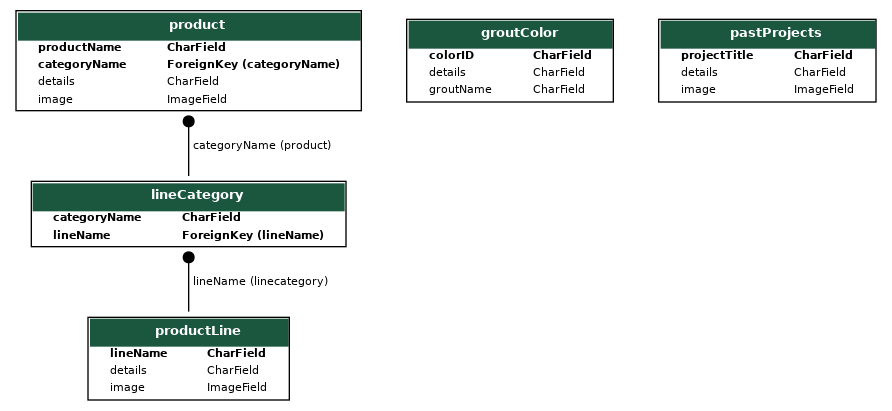 product
productName CharField
categoryName ForeignKey (categoryName)
details CharField
image ImageField
categoryName (product)
lineCategory
categoryName CharField
lineName ForeignKey (lineName)
lineName (linecategory)
productLine
lineName CharField
details CharField
image ImageField
groutColor
colorID CharField
details CharField
groutName CharField
pastProjects
projectTitle CharField
details CharField
image ImageField